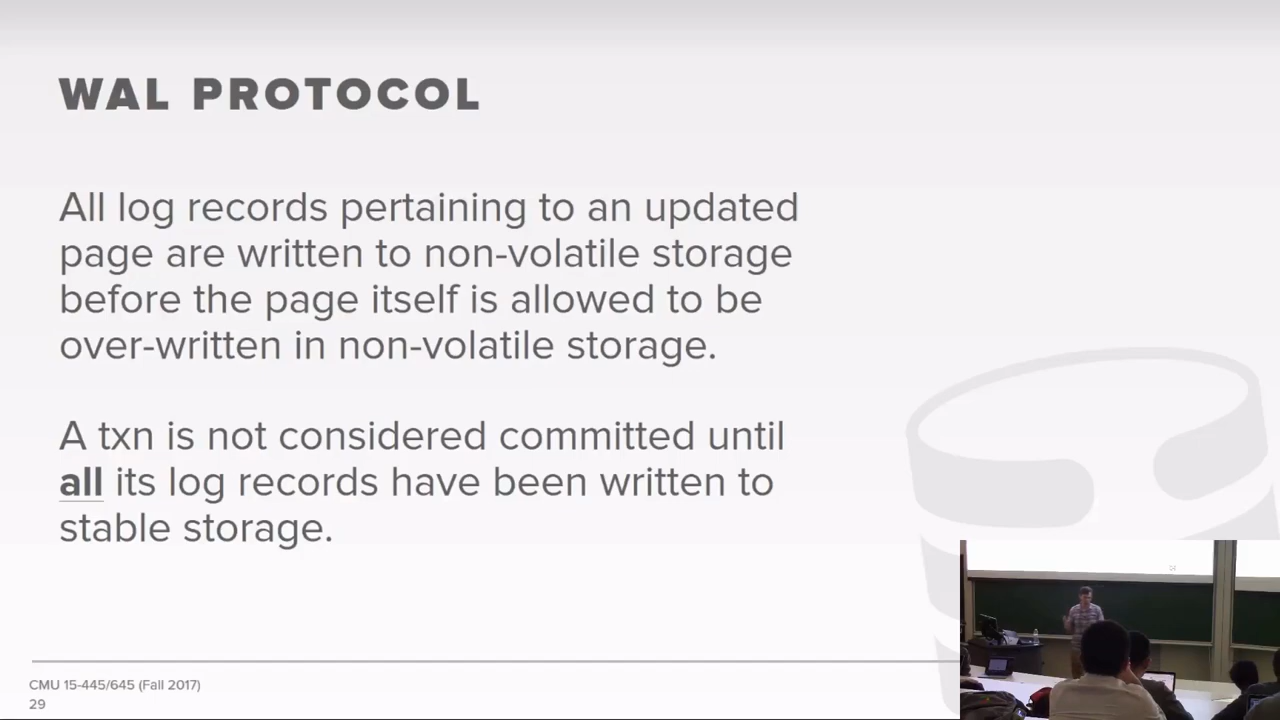 WAL PROTOCOL
All log records pertaining to an updated
page are written to non-volatile storage
before the page itself is allowed to be
over-written in non-volatile storage.
A txn is not considered committed until
all its log records have been written to
stable storage.
CMU 15-445/645 (Fall 2017)
29